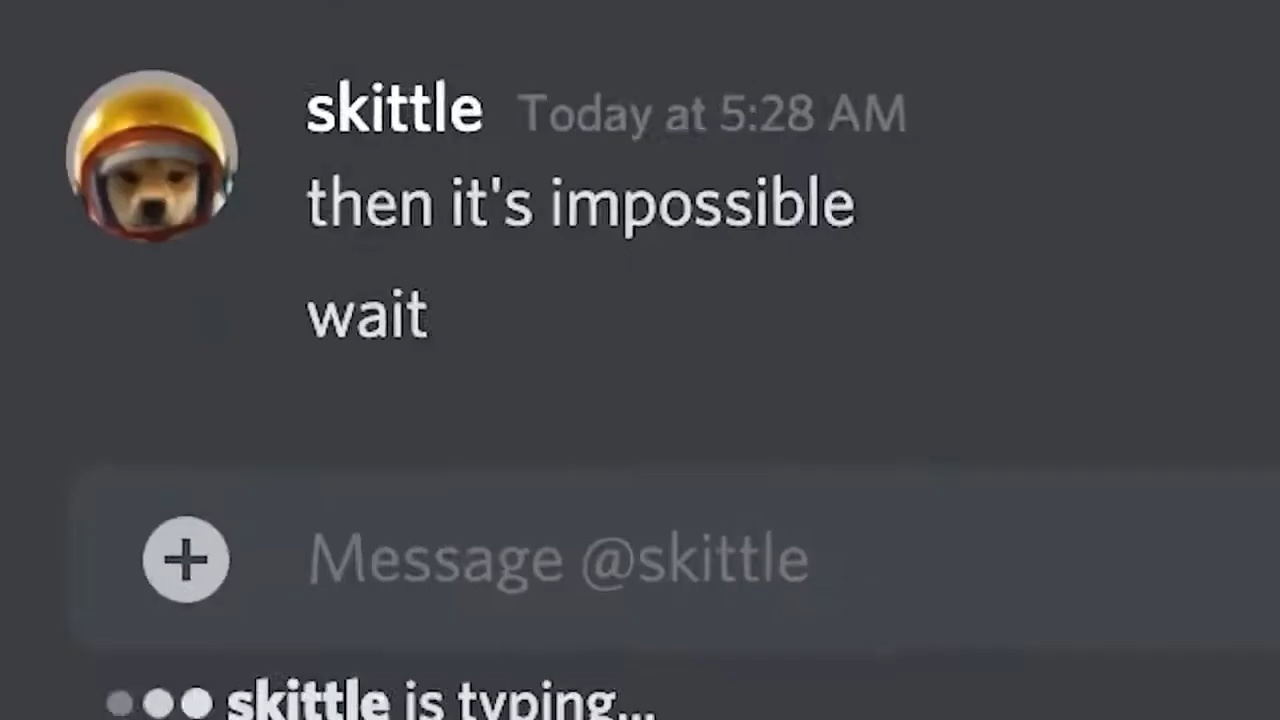 skittle Today at 5:28 AM
then it's impossible
wait
Message @skittle
skittle is typing...